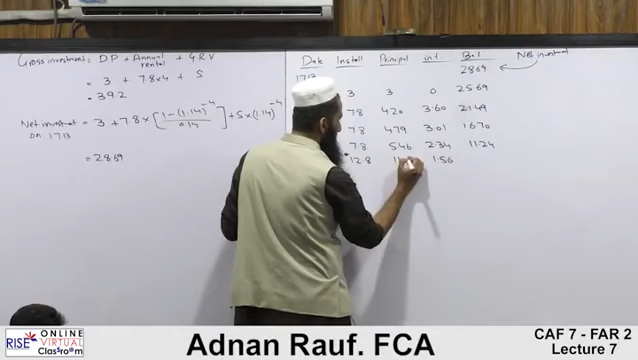 Gross investment = D.P + Annual rental + G.R.V
= 3 + 7.8x4 + 5
= 39.2
Net investment on 1.7.13 = 3 + 7.8 x [ 1-(1.14)⁻⁴ / 0.14 ] + 5 x (1.14)⁻⁴
= 28.69
Date Install Principal int. Bal Net investment
28.69
1.7.13 3 3 0 25.69
7.8 4.20 3.60 21.49
7.8 4.79 3.01 16.70
7.8 5.46 2.34 11.24
12.8 1.56
RISE ONLINE VIRTUAL Classroom
Adnan Rauf. FCA
CAF 7 - FAR 2
Lecture 7